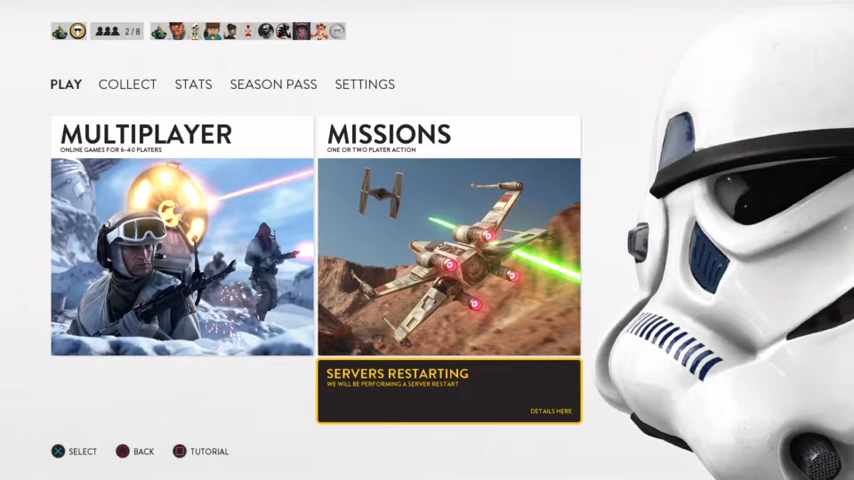 2/8
PLAY COLLECT STATS SEASON PASS SETTINGS
MULTIPLAYER
ONLINE GAMES FOR 6-40 PLAYERS
MISSIONS
ONE OR TWO PLAYER ACTION
SERVERS RESTARTING
WE WILL BE PERFORMING A SERVER RESTART
DETAILS HERE
SELECT BACK TUTORIAL